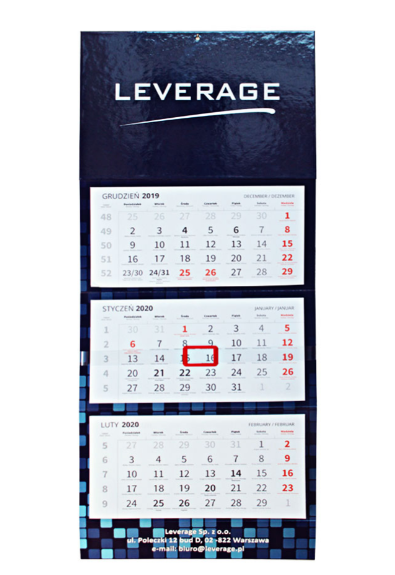 LEVERAGE
GRUDZIEŃ 2019 DECEMBER / DEZEMBER
48 25 26 27 28 29 30 1
49 2 3 4 5 6 7 8
50 9 10 11 12 13 14 15
51 16 17 18 19 20 21 22
52 23/30 24/31 25 26 27 28 29
STYCZEŃ 2020 JANUARY / JANUAR
1 30 31 1 2 3 4 5
2 6 7 8 9 10 11 12
3 13 14 15 16 17 18 19
4 20 21 22 23 24 25 26
5 27 28 29 30 31 1 2
LUTY 2020 FEBRUARY / FEBRUAR
5 27 28 29 30 31 1 2
6 3 4 5 6 7 8 9
7 10 11 12 13 14 15 16
8 17 18 19 20 21 22 23
9 24 25 26 27 28 29 1
Leverage Sp. z o.o.
ul. Poleczki 12 bud D, 02 -822 Warszawa
e-mail: biuro@leverage.pl